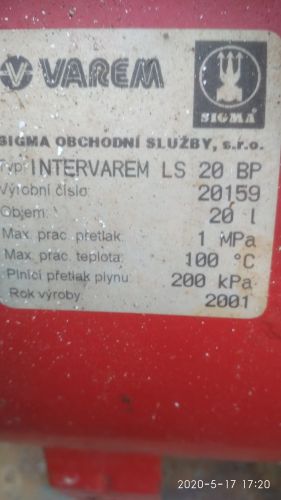 VAREM
SIGMA
SIGMA OBCHODNÍ SLUŽBY, s.r.o.
Typ: INTERVAREM LS 20 BP
Výrobní číslo: 20159
Objem: 20 l
Max. prac. přetlak: 1 MPa
Max. prac. teplota: 100 °C
Plnící přetlak plynu: 200 kPa
Rok výroby: 2001
2020-5-17 17:20